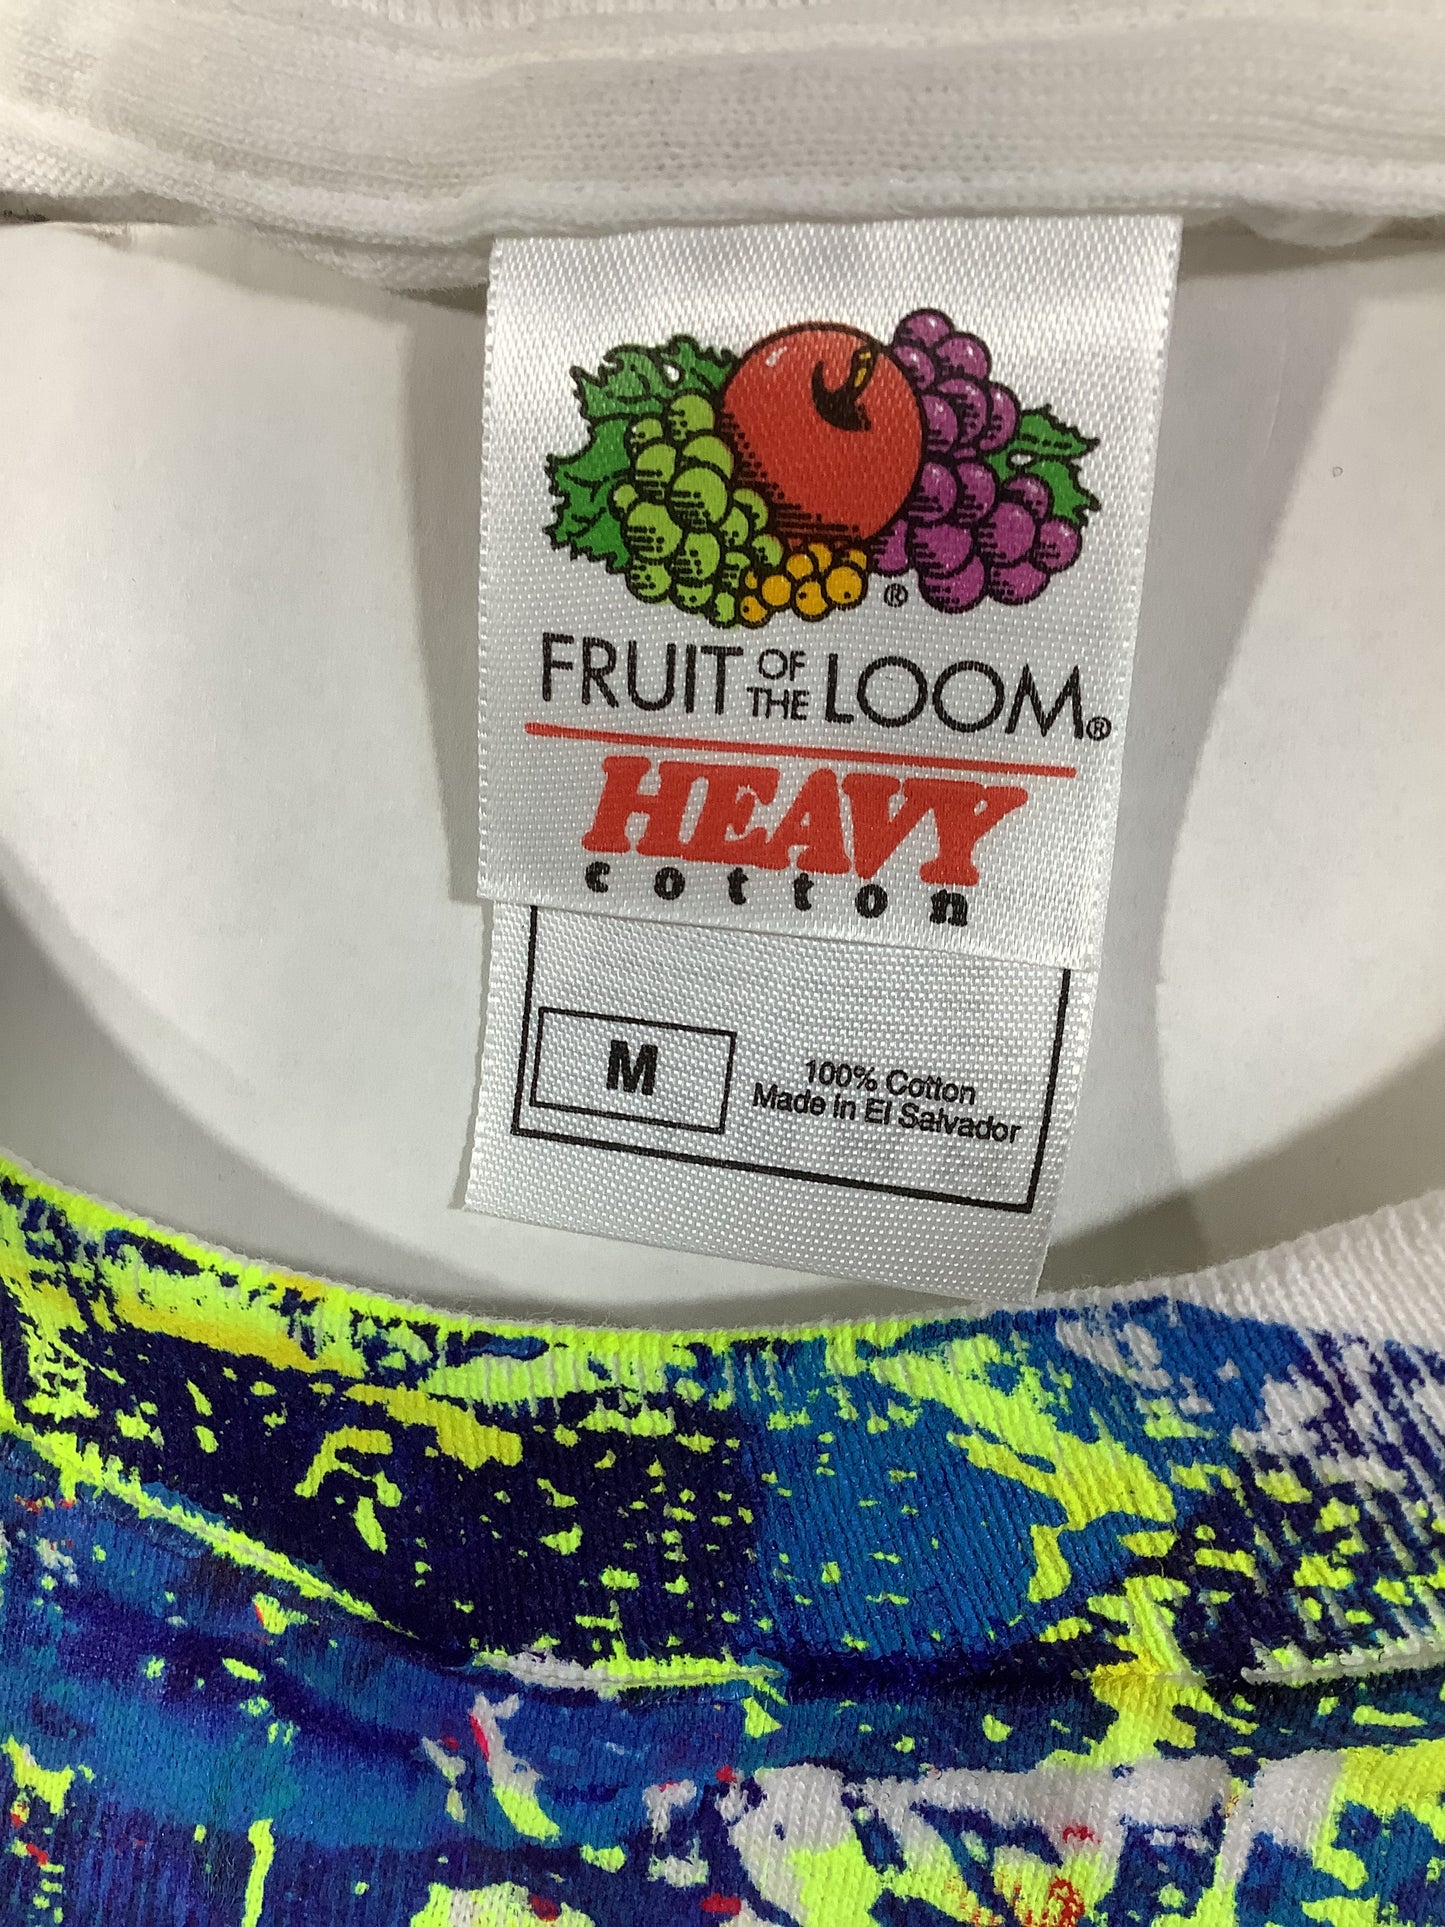 ®
FRUIT OF THE LOOM®
HEAVY
cotton
M
100% Cotton
Made in El Salvador